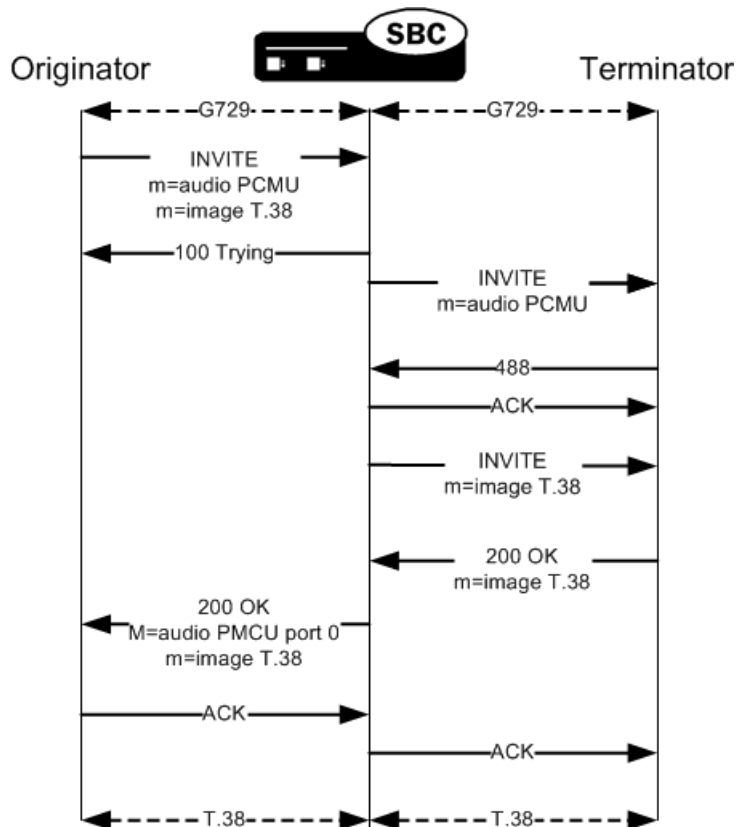 SBC
Originator
Terminator
G729
G729
INVITE
m=audio PCMU
m=image T.38
100 Trying
INVITE
m=audio PCMU
488
ACK
INVITE
m=image T.38
200 OK
m=image T.38
200 OK
M=audio PMCU port 0
m=image T.38
ACK
ACK
T.38
T.38